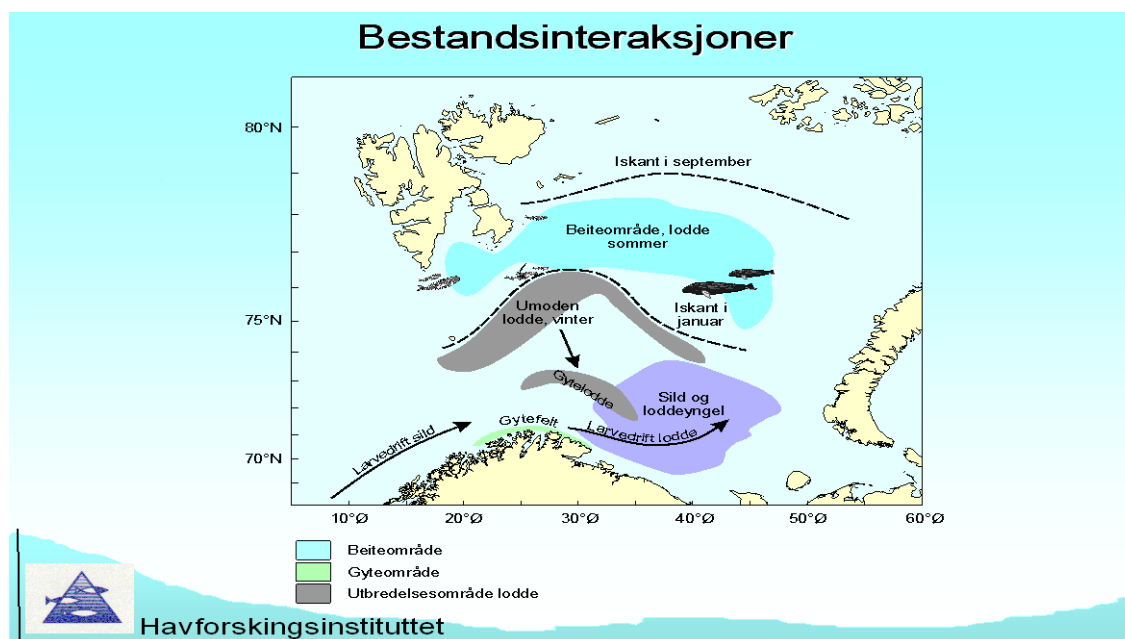 Bestandsinteraksjoner
80°N
Iskant i september
Beiteområde, lodde
sommer
Umoden
lodde, vinter
Iskant i
januar
75°N
Gytelodde
Sild og
loddeyngel
Gytefelt
Larvedrift lodde
Larvedrift sild
70°N
10°Ø 20°Ø 30°Ø 40°Ø 50°Ø 60°Ø
Beiteområde
Gyteområde
Utbredelsesområde lodde
Havforskingsinstituttet